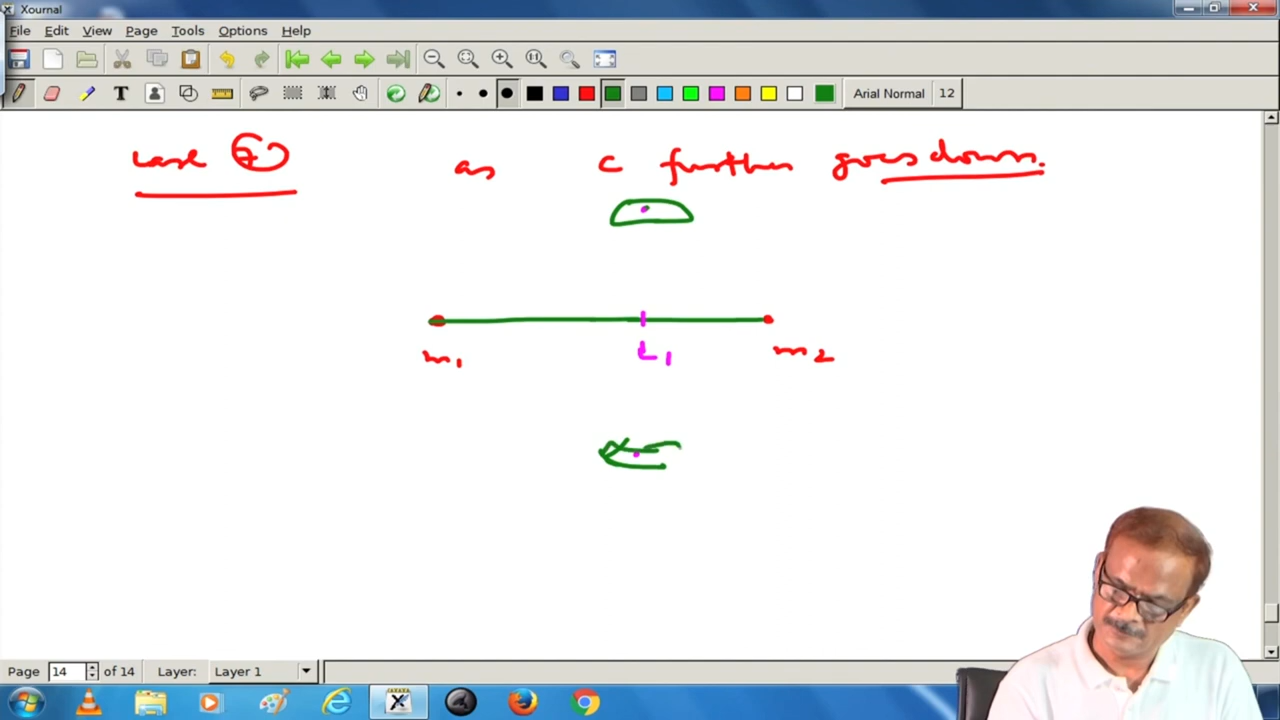 Xournal
File Edit View Page Tools Options Help
Arial Normal 12
case as c further goes down.
m1 L1 m2
Page 14 of 14 Layer: Layer 1